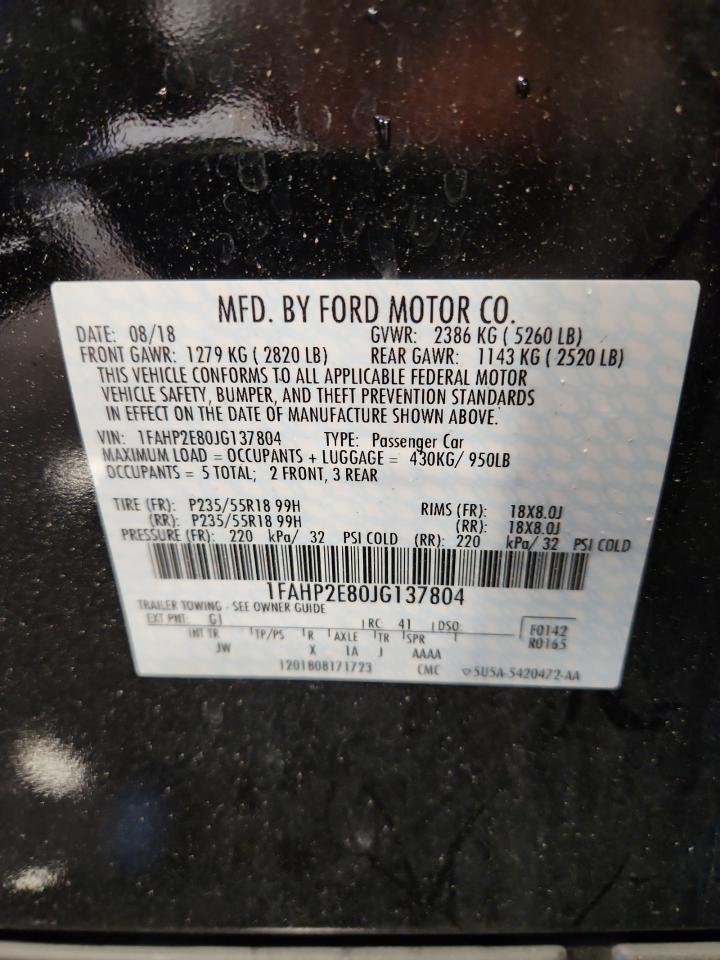 MFD. BY FORD MOTOR CO.
DATE: 08/18 GVWR: 2386 KG ( 5260 LB)
FRONT GAWR: 1279 KG ( 2820 LB) REAR GAWR: 1143 KG ( 2520 LB)
THIS VEHICLE CONFORMS TO ALL APPLICABLE FEDERAL MOTOR
VEHICLE SAFETY, BUMPER, AND THEFT PREVENTION STANDARDS
IN EFFECT ON THE DATE OF MANUFACTURE SHOWN ABOVE.
VIN: 1FAHP2E80JG137804 TYPE: Passenger Car
MAXIMUM LOAD = OCCUPANTS + LUGGAGE = 430KG/ 950LB
OCCUPANTS = 5 TOTAL; 2 FRONT, 3 REAR
TIRE (FR): P235/55R18 99H RIMS (FR): 18X8.0J
(RR): P235/55R18 99H (RR): 18X8.0J
PRESSURE (FR): 220 kPa/ 32 PSI COLD (RR): 220 kPa/ 32 PSI COLD
1FAHP2E80JG137804
TRAILER TOWING - SEE OWNER GUIDE
EXT PNT: G1 RC: 41 DSO: F0142
INT TR TP/PS R AXLE TR SPR R0165
JW X 1A J AAAA
1201808171723 CMC 5U5A-5420472-AA